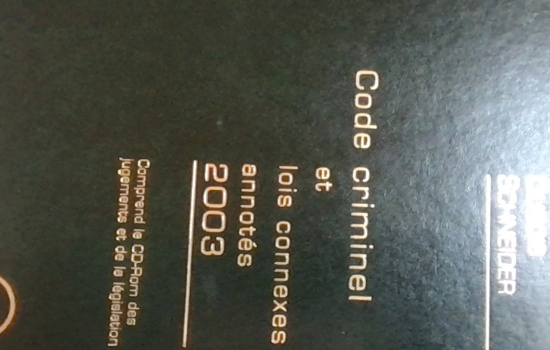 SCHNEIDER
Code criminel
et
lois connexes
annotés
2003
Comprend le CD-Rom des
jugements et de la législation